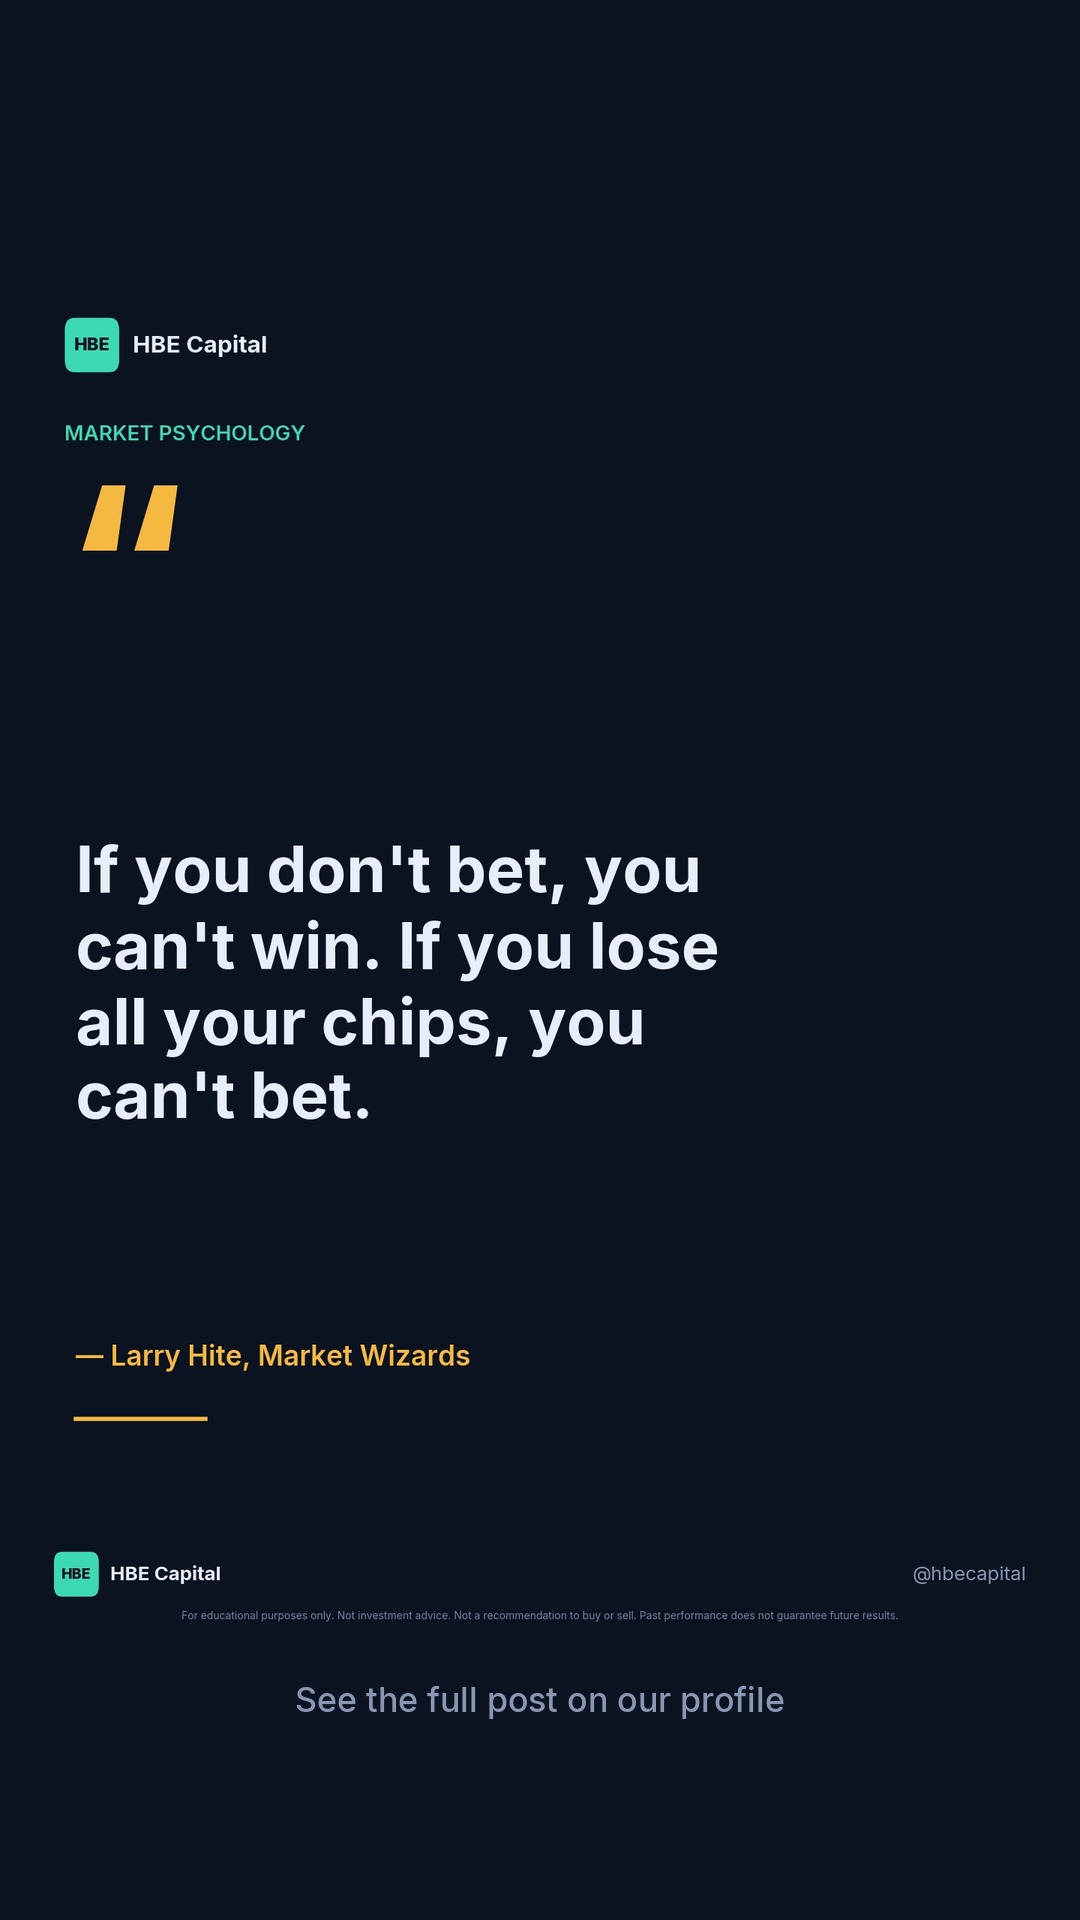 HBE HBE Capital
MARKET PSYCHOLOGY
"
If you don't bet, you
can't win. If you lose
all your chips, you
can't bet.
— Larry Hite, Market Wizards
HBE HBE Capital @hbecapital
For educational purposes only. Not investment advice. Not a recommendation to buy or sell. Past performance does not guarantee future results.
See the full post on our profile